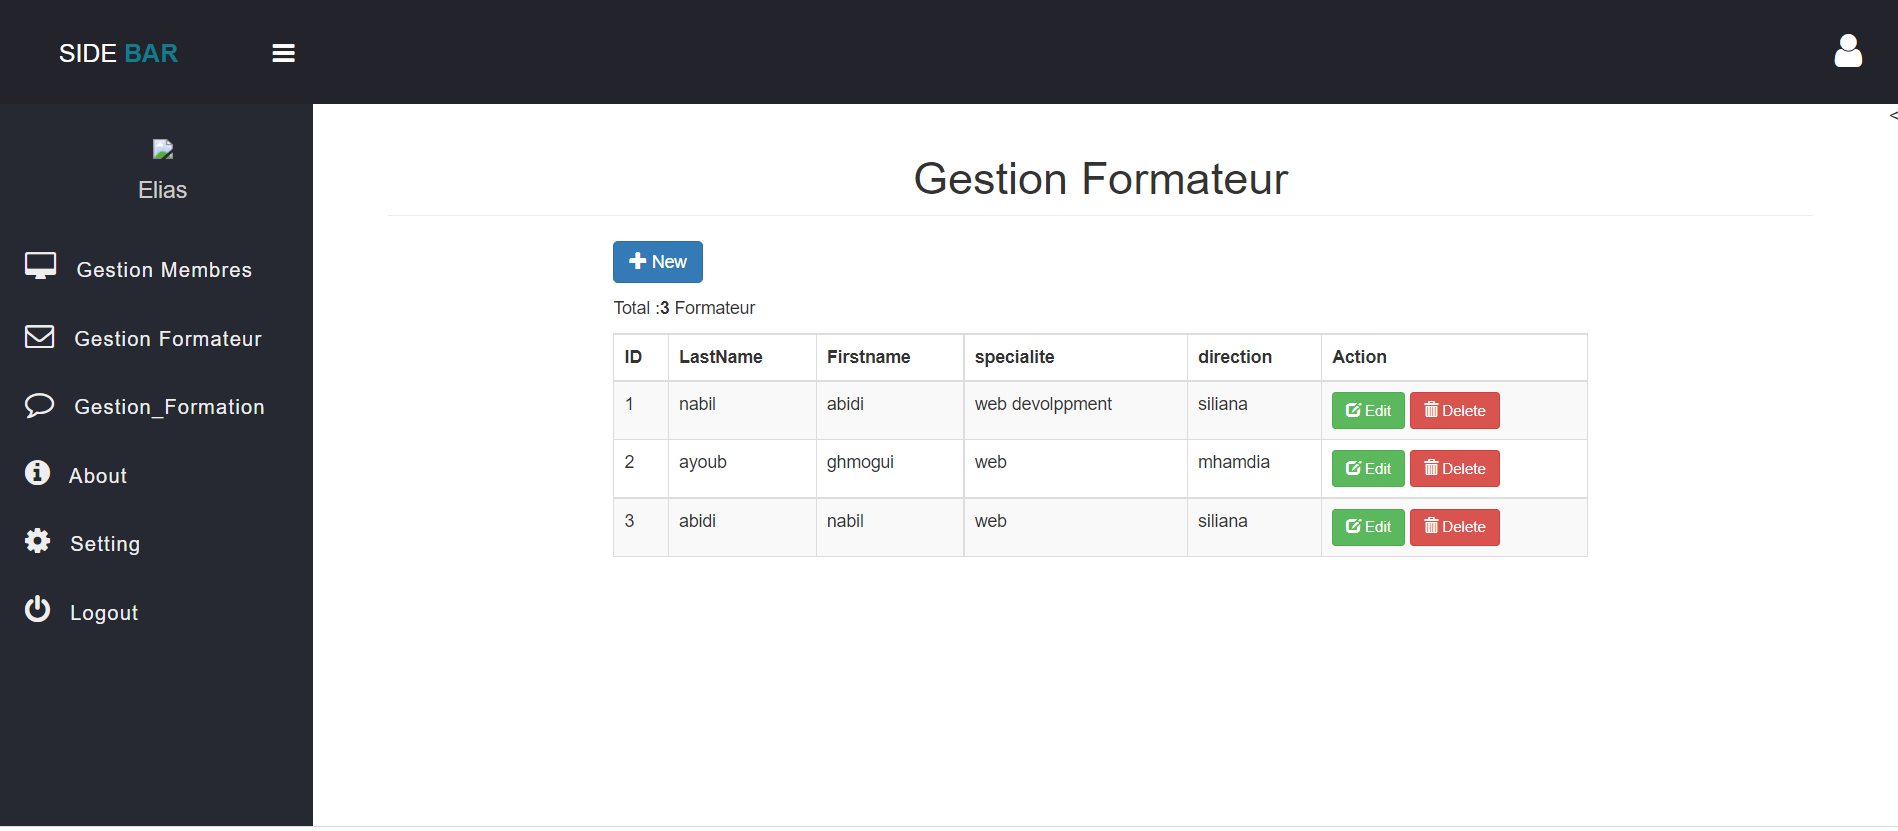 SIDE BAR
<
Elias
Gestion Membres
Gestion Formateur
Gestion_Formation
About
Setting
Logout
Gestion Formateur
New
Total :3 Formateur
ID LastName Firstname specialite direction Action
1 nabil abidi web devolppment siliana Edit Delete
2 ayoub ghmogui web mhamdia Edit Delete
3 abidi nabil web siliana Edit Delete